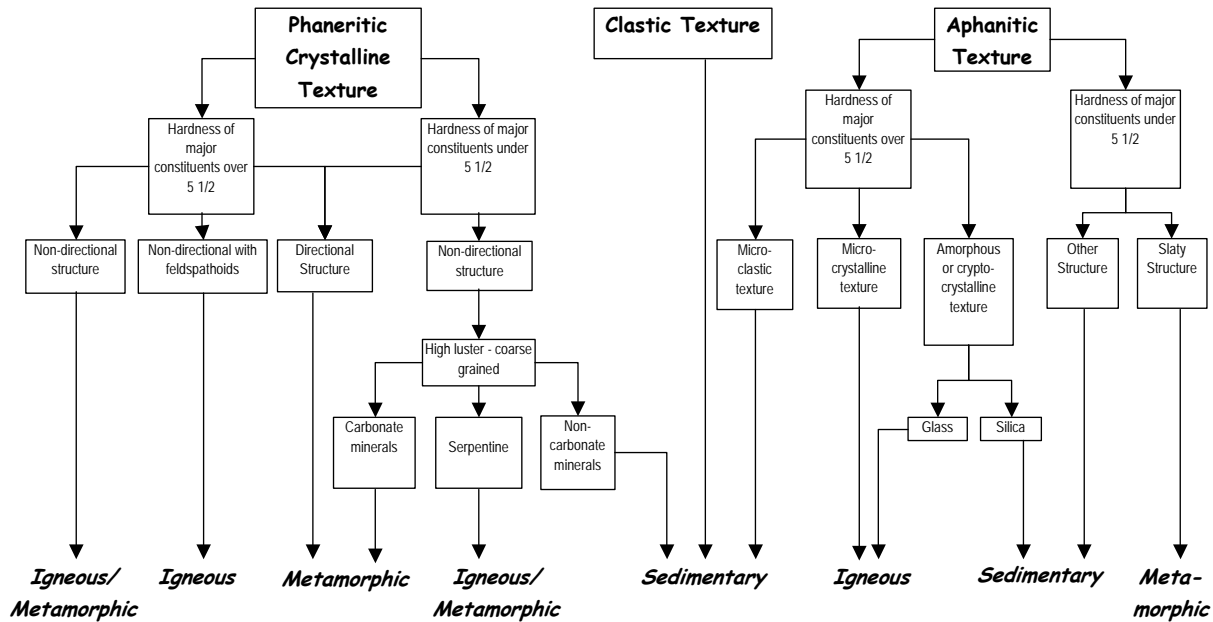 Phaneritic
Crystalline
Texture
Clastic Texture
Aphanitic
Texture
Hardness of
major
constituents over
5 1/2
Hardness of major
constituents under
5 1/2
Hardness of
major
constituents over
5 1/2
Hardness of major
constituents under
5 1/2
Non-directional
structure
Non-directional with
feldspathoids
Directional
Structure
Non-directional
structure
Micro-
clastic
texture
Micro-
crystalline
texture
Amorphous
or crypto-
crystalline
texture
Other
Structure
Slaty
Structure
High luster - coarse
grained
Carbonate
minerals
Serpentine
Non-
carbonate
minerals
Glass
Silica
Igneous/
Metamorphic
Igneous
Metamorphic
Igneous/
Metamorphic
Sedimentary
Igneous
Sedimentary
Meta-
morphic